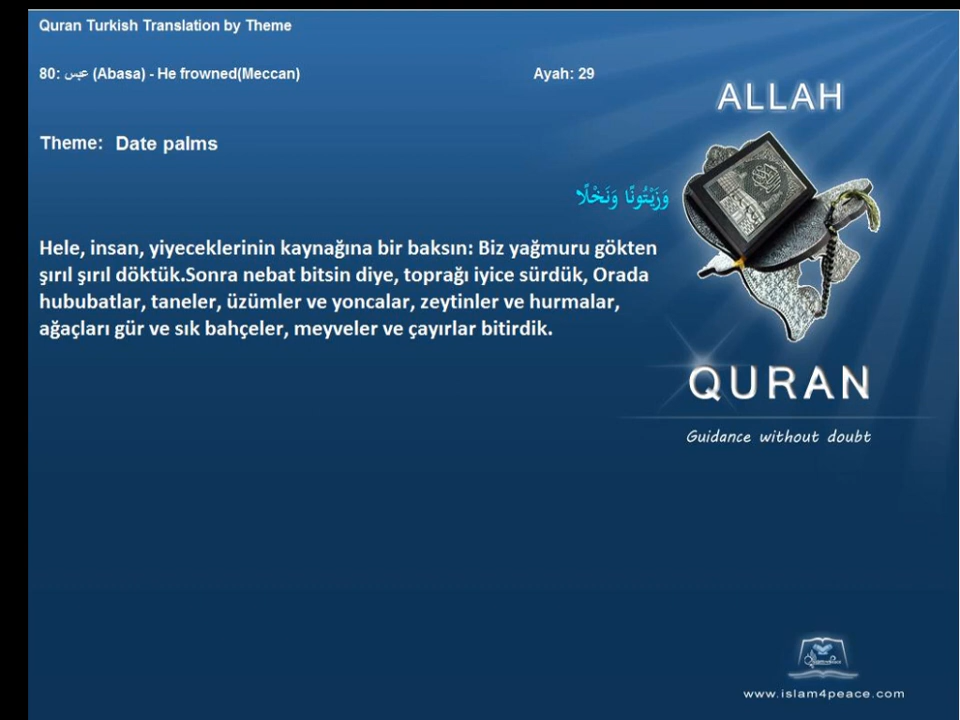 Quran Turkish Translation by Theme
80: عبس (Abasa) - He frowned(Meccan) Ayah: 29
ALLAH
Theme: Date palms
وَزَيْتُونًا وَنَخْلًا
Hele, insan, yiyeceklerinin kaynağına bir baksın: Biz yağmuru gökten
şırıl şırıl döktük.Sonra nebat bitsin diye, toprağı iyice sürdük, Orada
hububatlar, taneler, üzümler ve yoncalar, zeytinler ve hurmalar,
ağaçları gür ve sık bahçeler, meyveler ve çayırlar bitirdik.
QURAN
Guidance without doubt
www.islam4peace.com